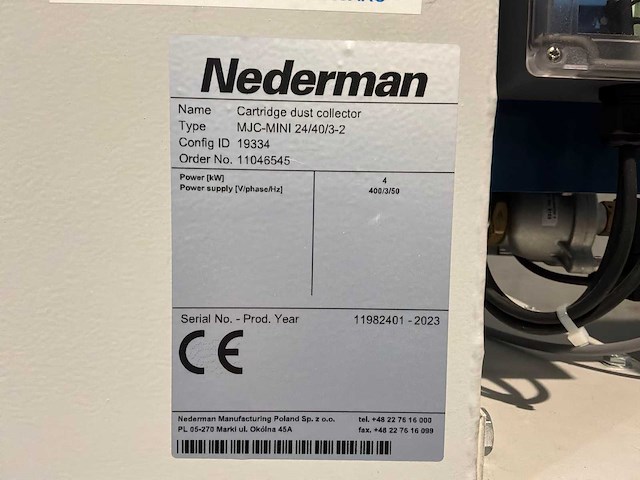 Nederman
Name Cartridge dust collector
Type MJC-MINI 24/40/3-2
Config ID 19334
Order No. 11046545
Power [kW] 4
Power supply [V/phase/Hz] 400/3/50
Serial No. - Prod. Year 11982401 - 2023
CE
Nederman Manufacturing Poland Sp. z o.o. tel. +48 22 76 16 000
PL 05-270 Marki ul. Okólna 45A fax. +48 22 76 16 099